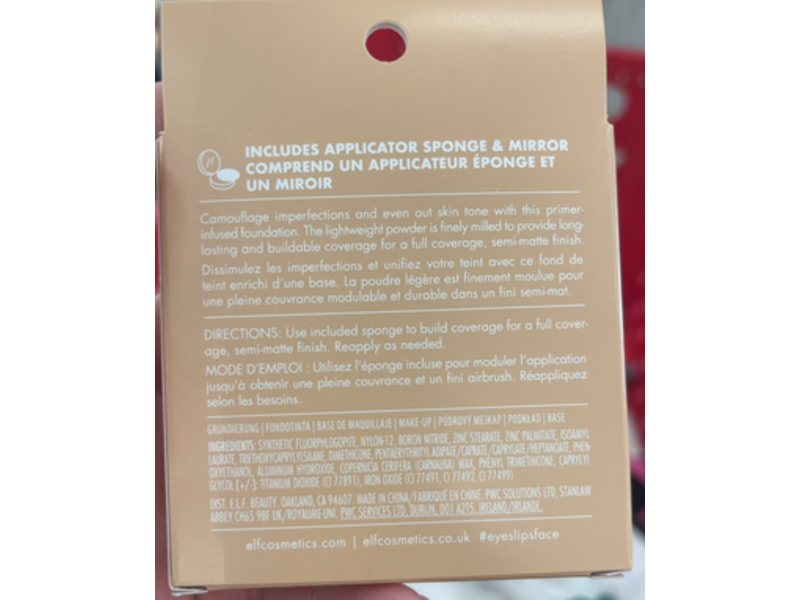 INCLUDES APPLICATOR SPONGE & MIRROR
COMPREND UN APPLICATEUR ÉPONGE ET
UN MIROIR
Camouflage imperfections and even out skin tone with this primer-
infused foundation. The lightweight powder is finely milled to provide long-
lasting and buildable coverage for a full coverage, semi-matte finish.
Dissimulez les imperfections et unifiez votre teint avec ce fond de
teint enrichi d'une base. La poudre légère est finement moulue pour
une pleine couvrance modulable et durable dans un fini semi-mat.
DIRECTIONS: Use included sponge to build coverage for a full cover-
age, semi-matte finish. Reapply as needed.
MODE D'EMPLOI : Utilisez l'éponge incluse pour moduler l'application
jusqu'à obtenir une pleine couvrance et un fini airbrush. Réappliquez
selon les besoins.
GRUNDIERUNG | FONDOTINTA | BASE DE MAQUILLAJE | MAKE-UP | PÚDROVÝ MEJKAP | PODKŁAD | BASE
INGREDIENTS: SYNTHETIC FLUORPHLOGOPITE, NYLON-12, BORON NITRIDE, ZINC STEARATE, ZINC PALMITATE, ISOAMYL
LAURATE, TRIETHOXYCAPRYLYLSILANE, DIMETHICONE, PENTAERYTHRITYL ADIPATE/CAPRATE/CAPRYLATE/HEPTANOATE, PHEN-
OXYETHANOL, ALUMINUM HYDROXIDE, COPERNICIA CERIFERA (CARNAUBA) WAX, PHENYL TRIMETHICONE, CAPRYLYL
GLYCOL [+/-]: TITANIUM DIOXIDE (CI 77891), IRON OXIDE (CI 77491, CI 77492, CI 77499)
DIST. E.L.F. BEAUTY. OAKLAND, CA 94607. MADE IN CHINA/FABRIQUÉ EN CHINE. PWC SOLUTIONS LTD, STANLAW
ABBEY CH65 9BF UK/ROYAUME-UNI. PWC SERVICES LTD, DUBLIN, D01 A2T5, IRELAND/IRLANDE.
elfcosmetics.com | elfcosmetics.co.uk #eyeslipsface